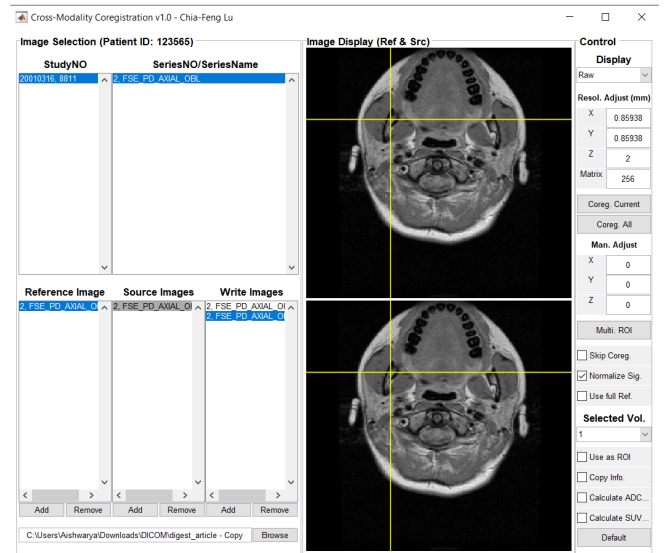 Cross-Modality Coregistration v1.0 - Chia-Feng Lu
Image Selection (Patient ID: 123565)
StudyNO
SeriesNO/SeriesName
20010316, 8811
2, FSE_PD_AXIAL_OBL
Reference Image
Source Images
Write Images
2, FSE_PD_AXIAL_O
2, FSE_PD_AXIAL_OI
2, FSE_PD_AXIAL_OI
2, FSE_PD_AXIAL_O
Add
Remove
Add
Remove
Add
Remove
C:\Users\Aishwarya\Downloads\DICOM\digest_article - Copy
Browse
Image Display (Ref & Src)
Control
Display
Raw
Resol. Adjust (mm)
X 0.85938
Y 0.85938
Z 2
Matrix 256
Coreg. Current
Coreg. All
Man. Adjust
X 0
Y 0
Z 0
Multi. ROI
Skip Coreg.
Normalize Sig.
Use full Ref.
Selected Vol.
1
Use as ROI
Copy Info.
Calculate ADC...
Calculate SUV...
Default